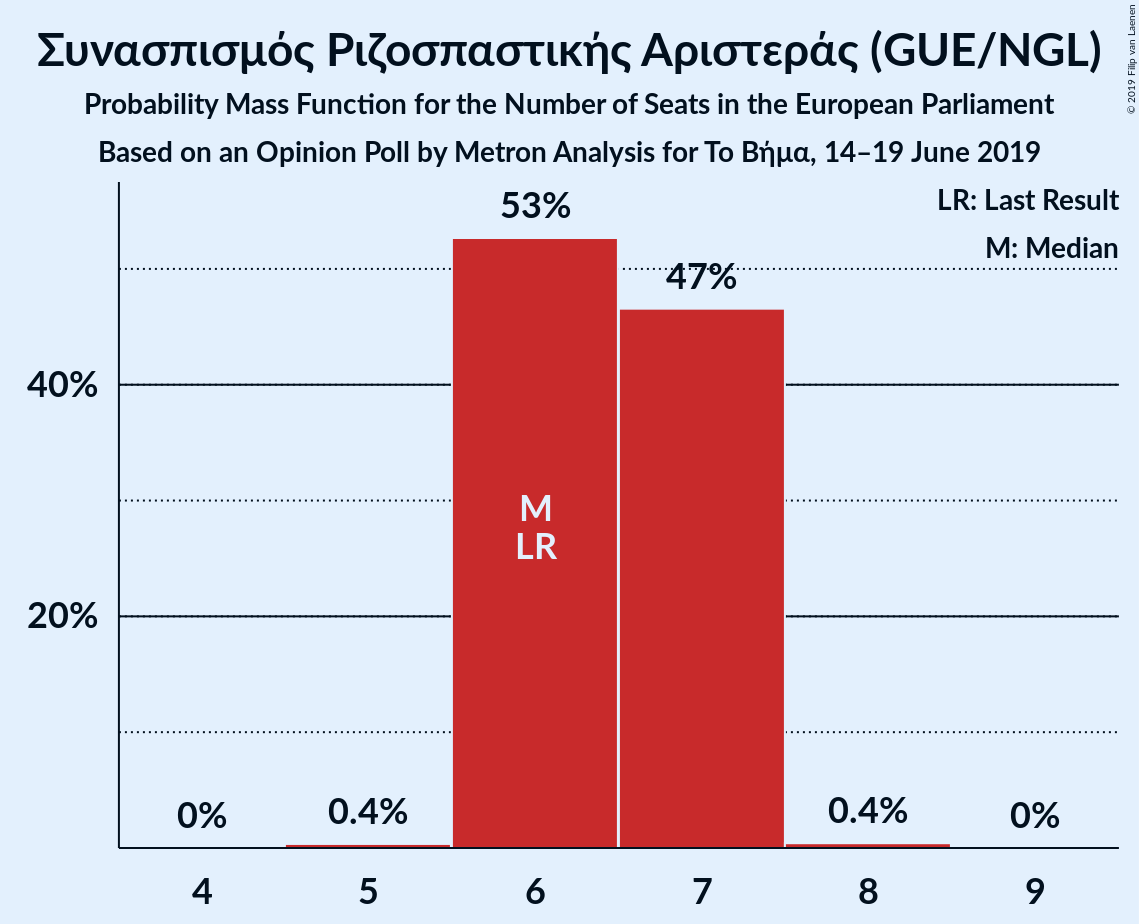 Συνασπισμός Ριζοσπαστικής Αριστεράς (GUE/NGL)
Probability Mass Function for the Number of Seats in the European Parliament
Based on an Opinion Poll by Metron Analysis for Το Βήμα, 14–19 June 2019
© 2019 Filip van Laenen
LR: Last Result
M: Median
53%
47%
40%
M
LR
20%
0%
0.4%
0.4%
0%
4
5
6
7
8
9